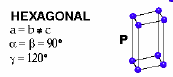 HEXAGONAL
a = b ≠ c
α = β = 90°
γ = 120°
P